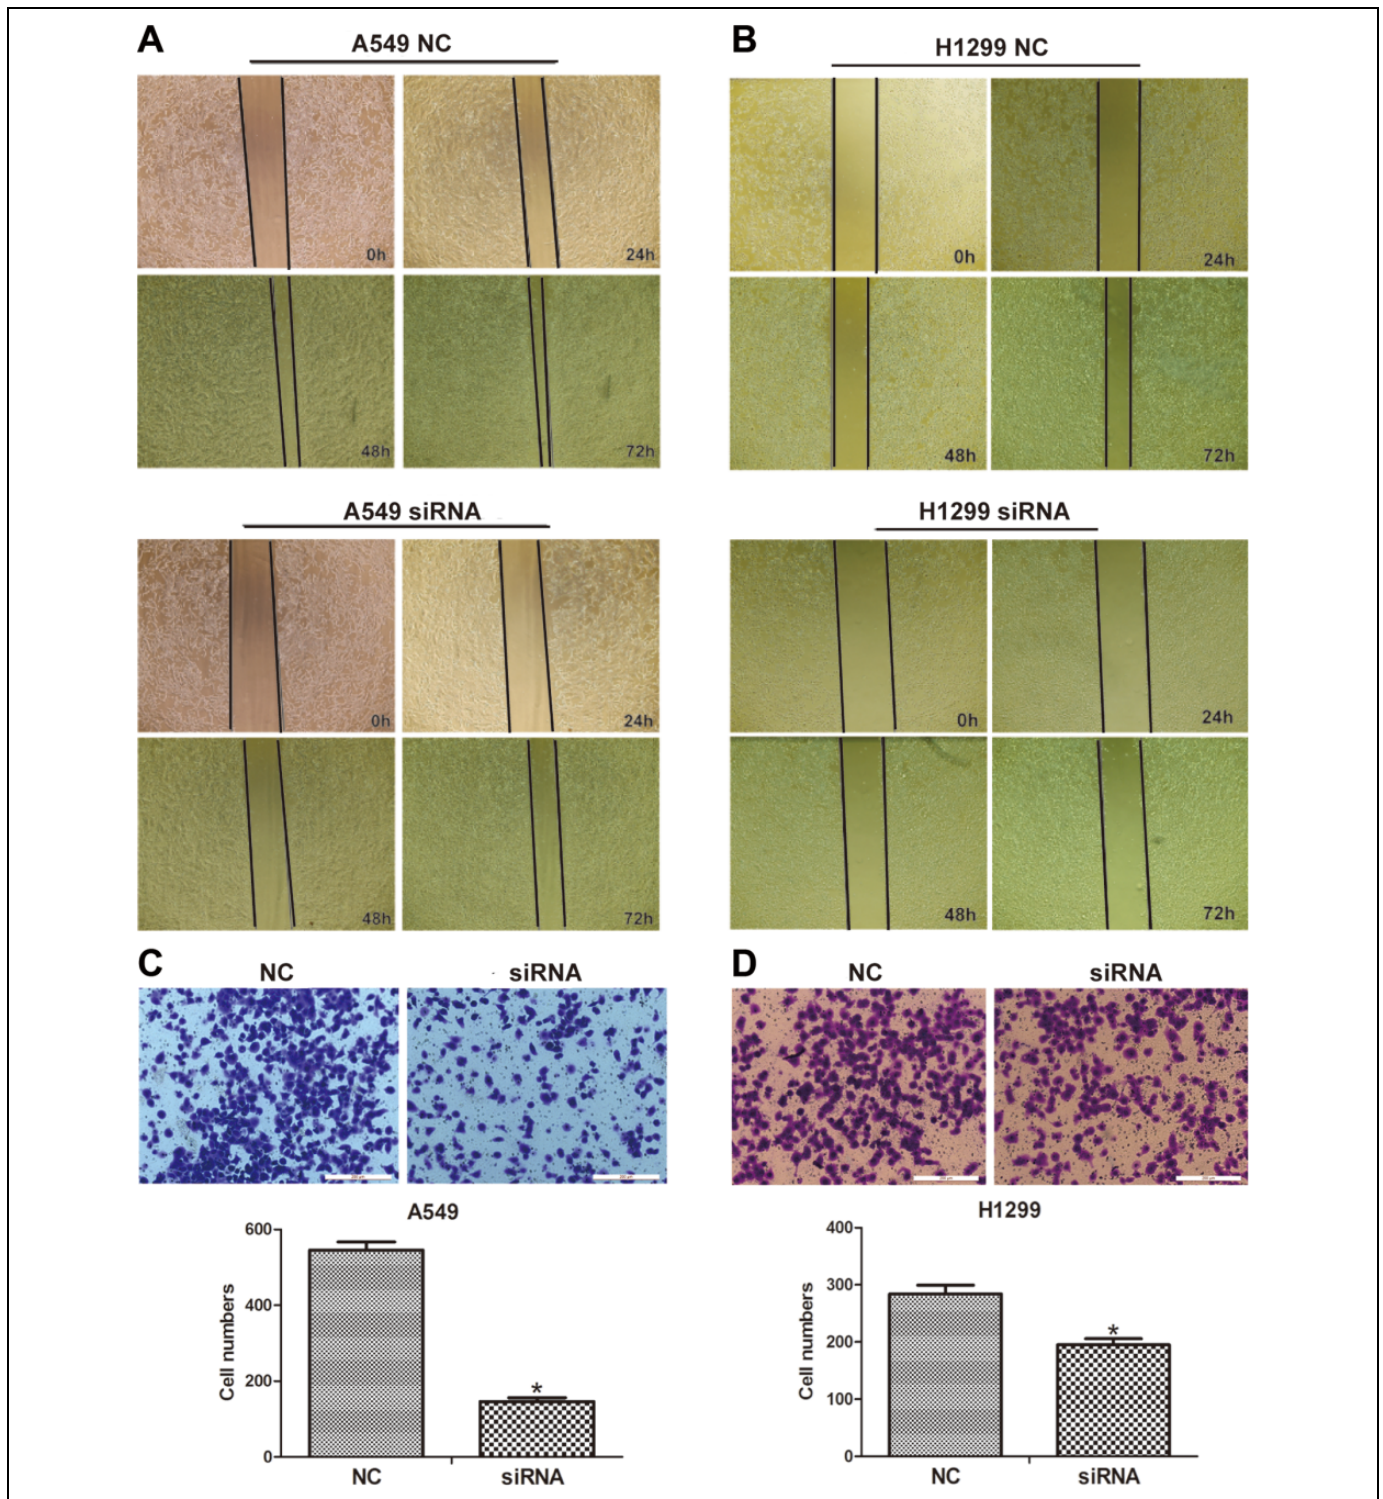 A
A549 NC
0h
24h
48h
72h
B
H1299 NC
0h
24h
48h
72h
A549 siRNA
0h
24h
48h
72h
H1299 siRNA
0h
24h
48h
72h
C
NC
siRNA
D
NC
siRNA
A549
600
400
200
0
Cell numbers
*
NC
siRNA
H1299
400
300
200
100
0
Cell numbers
*
NC
siRNA